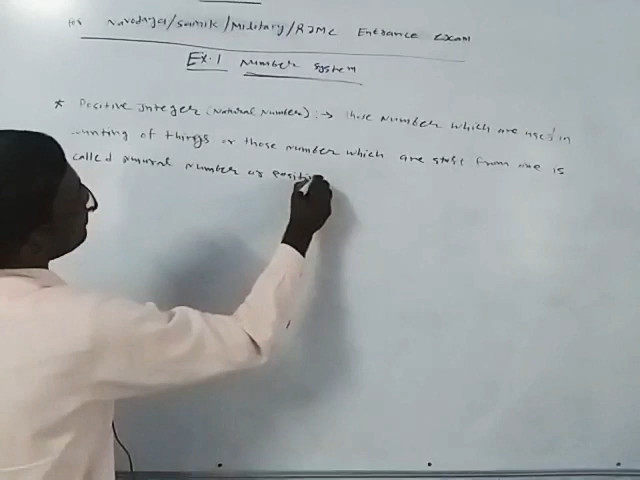 for Navodaya/Sainik/Military/RIMC Entrance Exam
Ex.1 Number System
* Positive Integer (Natural Number) :→ Those Number which are used in
counting of things or those number which are start from one is
called natural number or positi